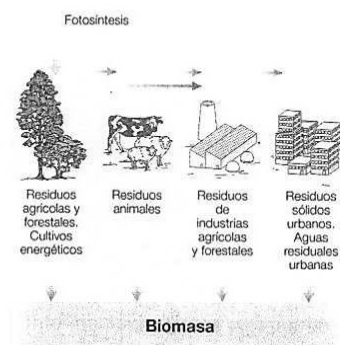 Fotosíntesis
Residuos
agrícolas y
forestales.
Cultivos
energéticos
Residuos
animales
Residuos
de
industrias
agrícolas
y forestales
Residuos
sólidos
urbanos.
Aguas
residuales
urbanas
Biomasa